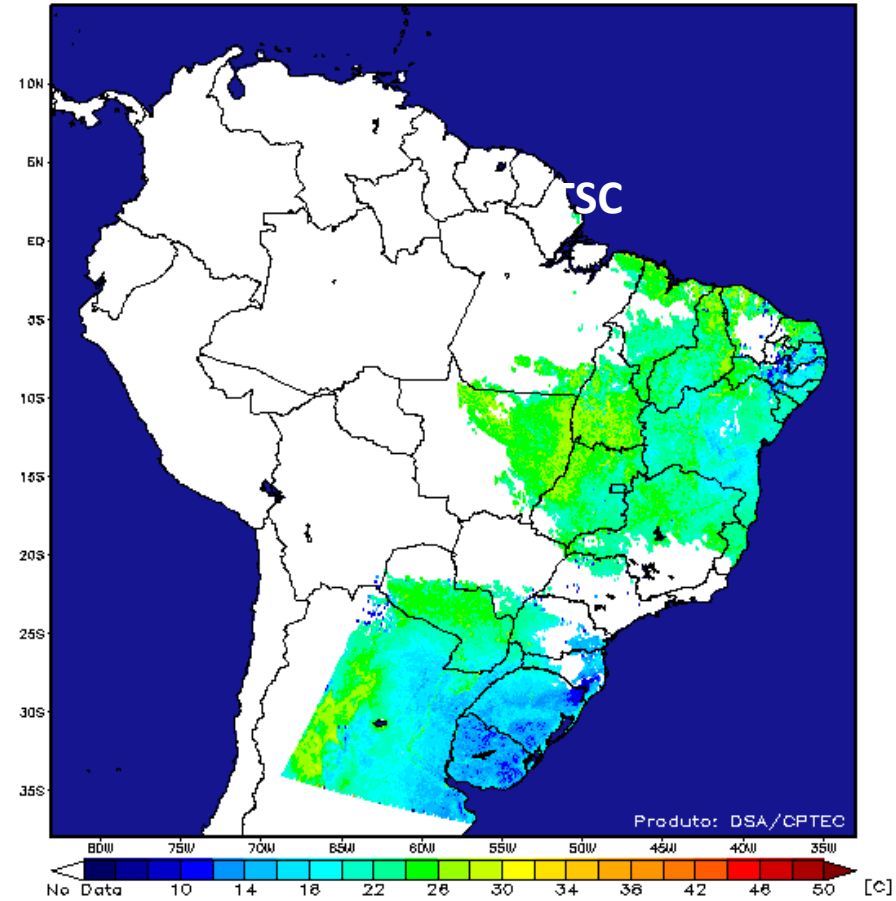 10N
5N
TSC
EQ
5S
10S
15S
20S
25S
30S
35S
Produto: DSA/CPTEC
80W 75W 70W 65W 60W 55W 50W 45W 40W 35W
No Data 10 14 18 22 26 30 34 38 42 46 50 [C]